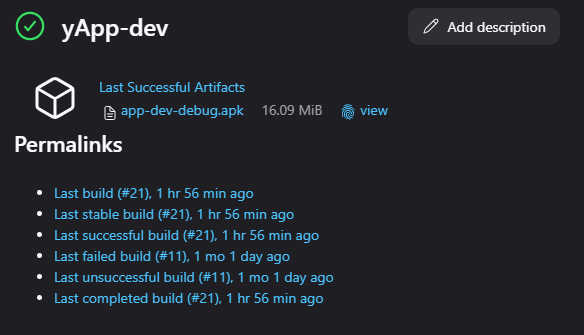 yApp-dev
Add description
Last Successful Artifacts
app-dev-debug.apk 16.09 MiB view
Permalinks
Last build (#21), 1 hr 56 min ago
Last stable build (#21), 1 hr 56 min ago
Last successful build (#21), 1 hr 56 min ago
Last failed build (#11), 1 mo 1 day ago
Last unsuccessful build (#11), 1 mo 1 day ago
Last completed build (#21), 1 hr 56 min ago